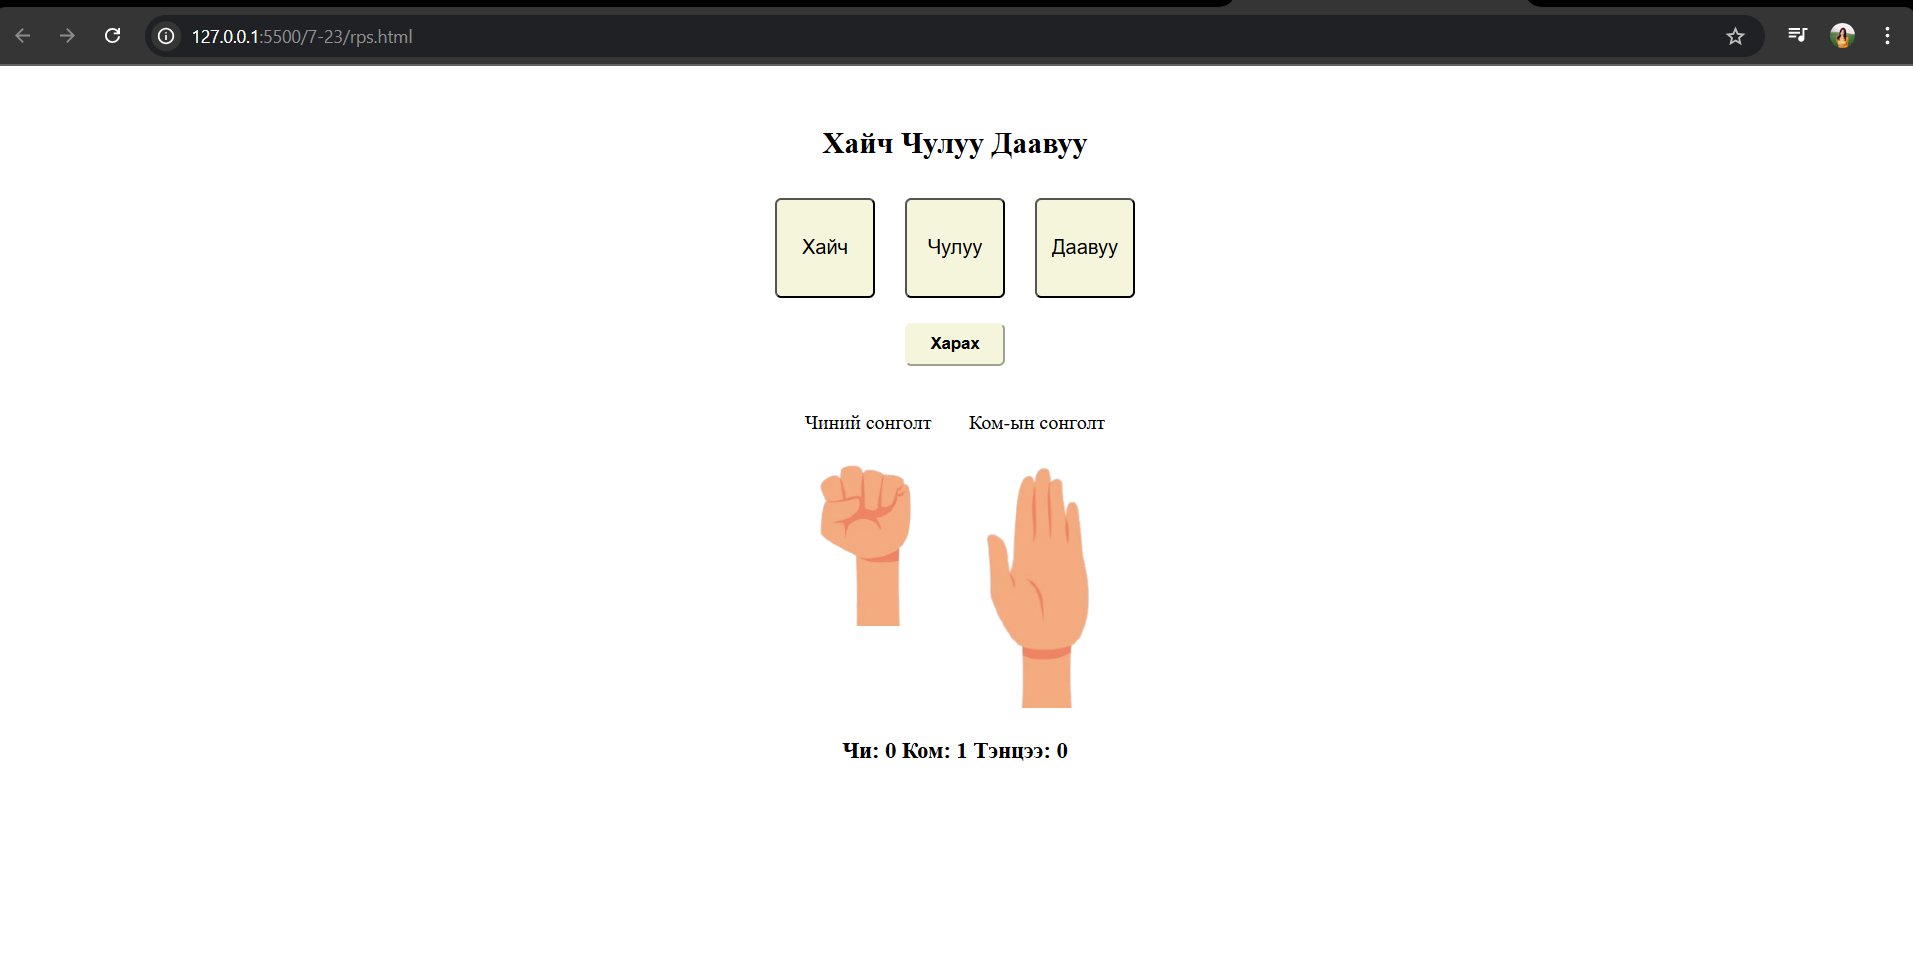 127.0.0.1:5500/7-23/rps.html
Хайч Чулуу Даавуу
Хайч Чулуу Даавуу
Харах
Чиний сонголт Ком-ын сонголт
Чи: 0 Ком: 1 Тэнцээ: 0